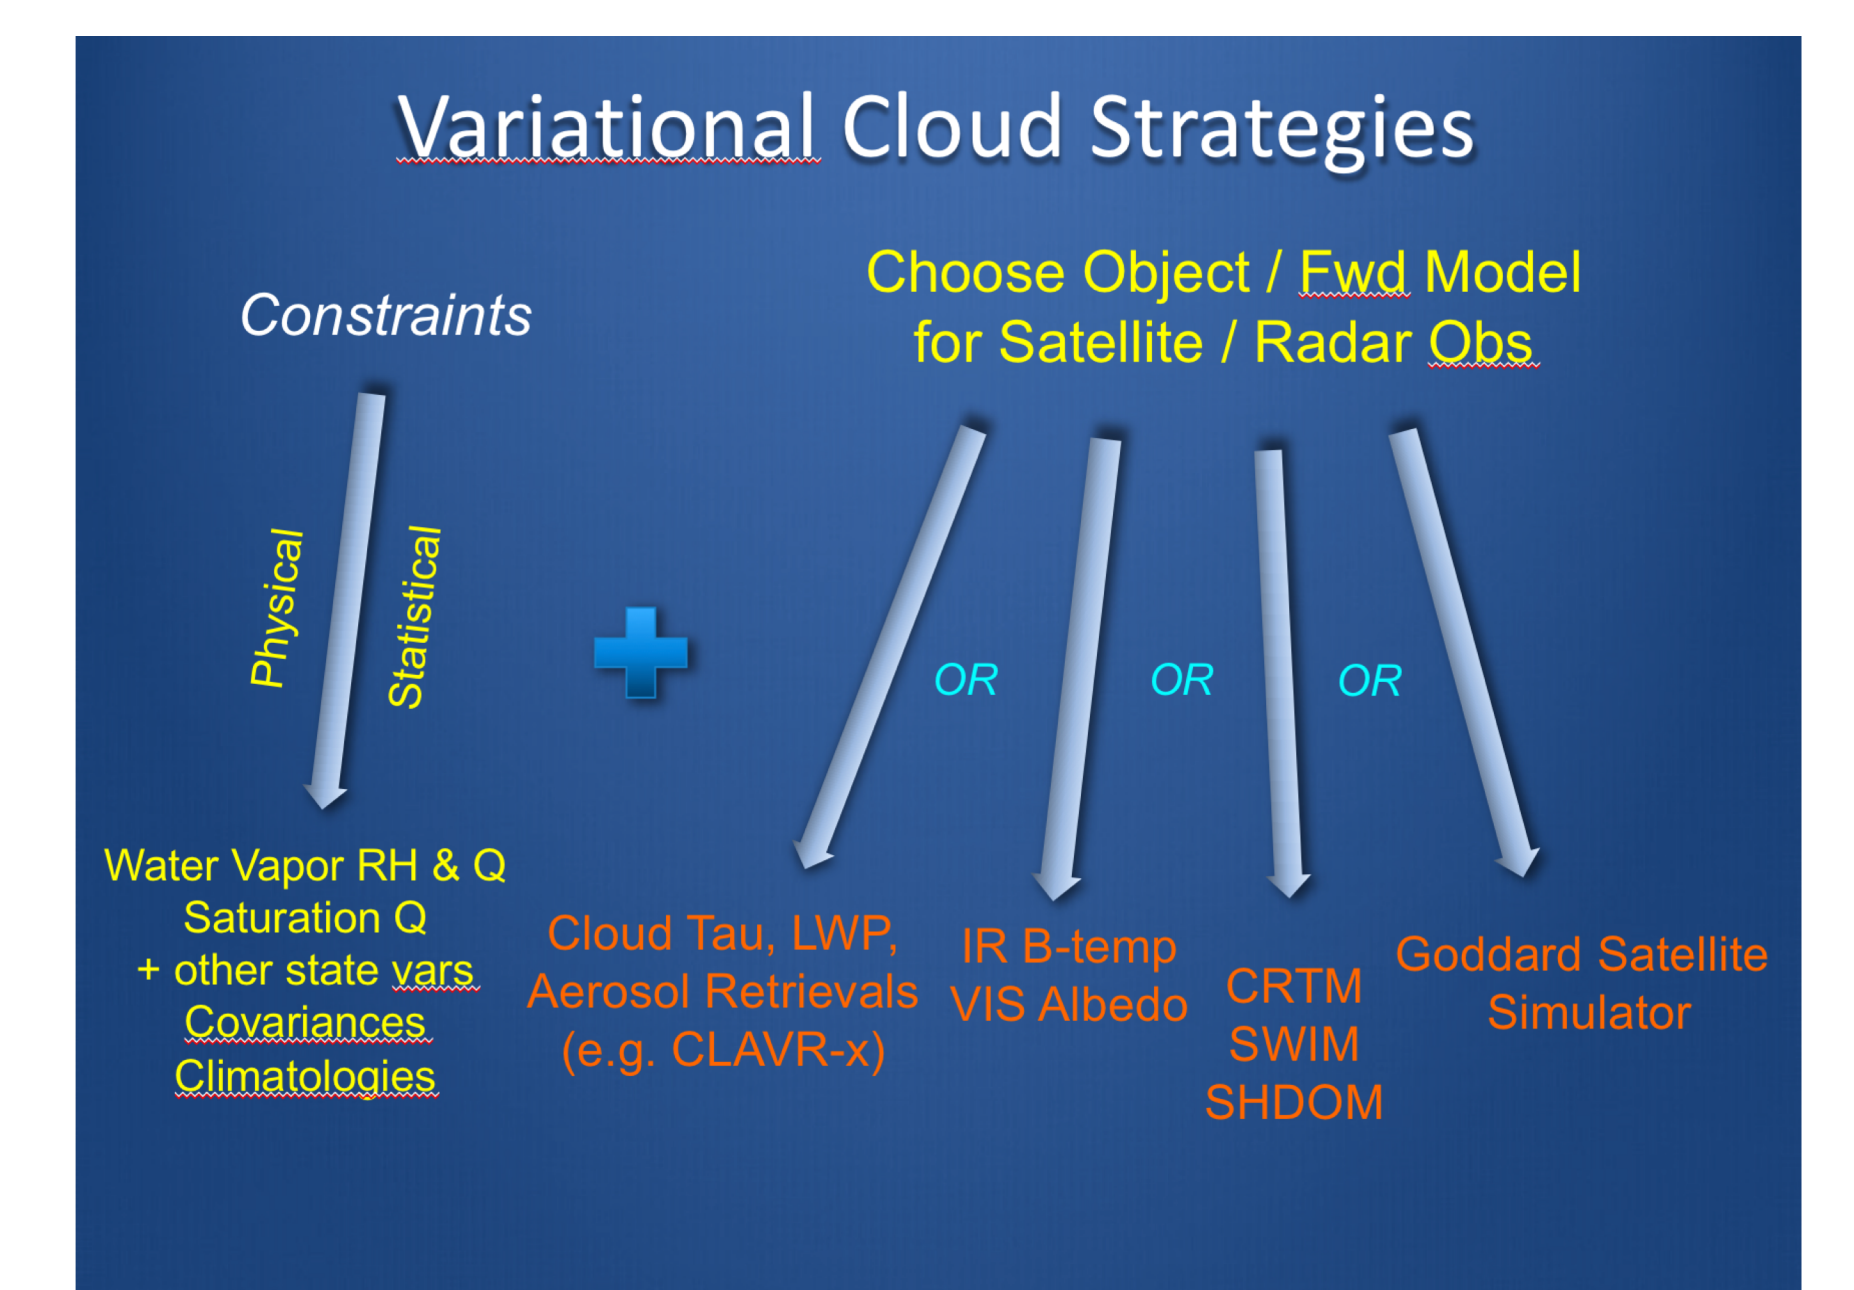 Variational Cloud Strategies
Constraints
Physical
Statistical
Water Vapor RH & Q
Saturation Q
+ other state vars
Covariances
Climatologies
Choose Object / Fwd Model
for Satellite / Radar Obs
OR
OR
OR
Cloud Tau, LWP,
Aerosol Retrievals
(e.g. CLAVR-x)
IR B-temp
VIS Albedo
CRTM
SWIM
SHDOM
Goddard Satellite
Simulator